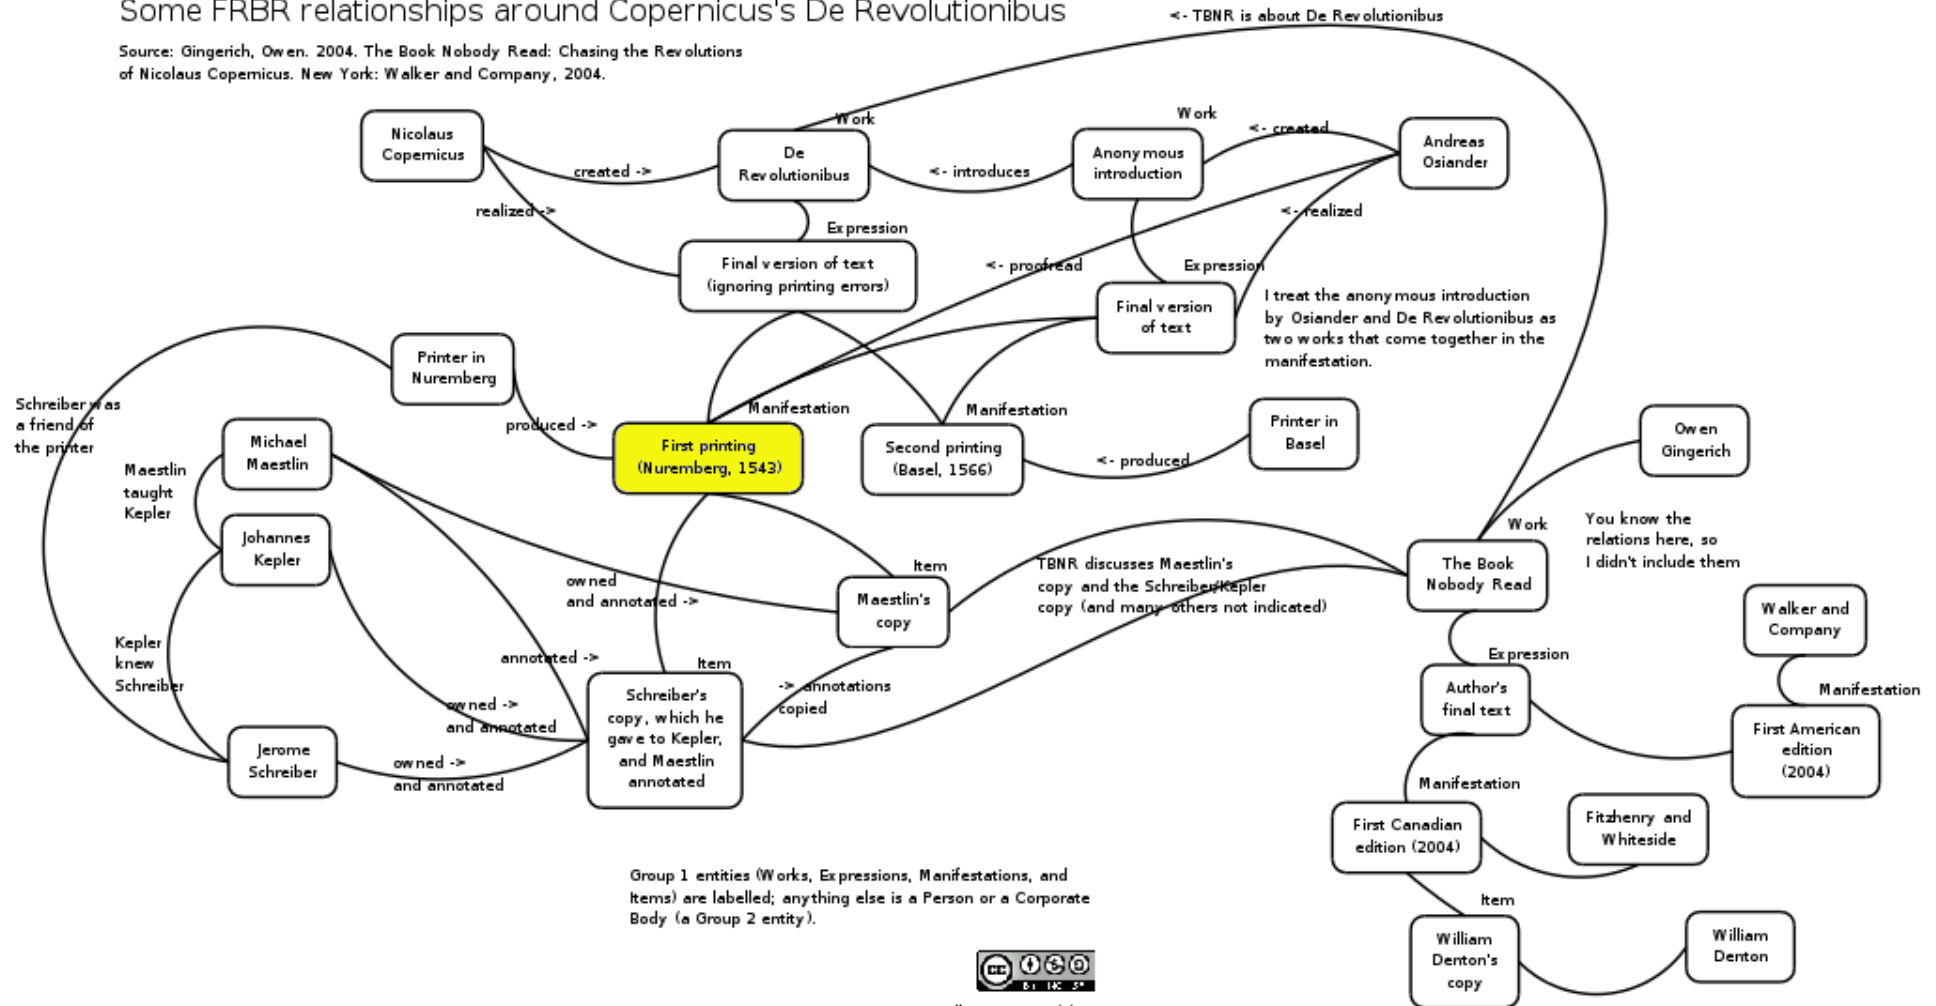 Some FRBR relationships around Copernicus's De Revolutionibus
<- TBNR is about De Revolutionibus
Source: Gingerich, Owen. 2004. The Book Nobody Read: Chasing the Revolutions
of Nicolaus Copernicus. New York: Walker and Company, 2004.
Nicolaus
Copernicus
created ->
realized ->
Work
De
Revolutionibus
<- introduces
Work
Anonymous
introduction
<- created
Andreas
Osiander
<- realized
Expression
Final version of text
(ignoring printing errors)
<- proofread
Expression
Final version
of text
I treat the anonymous introduction
by Osiander and De Revolutionibus as
two works that come together in the
manifestation.
Printer in
Nuremberg
produced ->
Schreiber was
a friend of
the printer
Manifestation
First printing
(Nuremberg, 1543)
Manifestation
Second printing
(Basel, 1566)
<- produced
Printer in
Basel
Owen
Gingerich
Michael
Maestlin
Maestlin
taught
Kepler
Johannes
Kepler
owned
and annotated ->
Item
Maestlin's
copy
TBNR discusses Maestlin's
copy and the Schreiber/Kepler
copy (and many others not indicated)
Work
The Book
Nobody Read
You know the
relations here, so
I didn't include them
Walker and
Company
Kepler
knew
Schreiber
annotated ->
owned ->
and annotated
Item
Schreiber's
copy, which he
gave to Kepler,
and Maestlin
annotated
-> annotations
copied
Expression
Author's
final text
Manifestation
First American
edition
(2004)
Jerome
Schreiber
owned ->
and annotated
Manifestation
First Canadian
edition (2004)
Fitzhenry and
Whiteside
Group 1 entities (Works, Expressions, Manifestations, and
Items) are labelled; anything else is a Person or a Corporate
Body (a Group 2 entity).
Item
William
Denton's
copy
William
Denton
CC